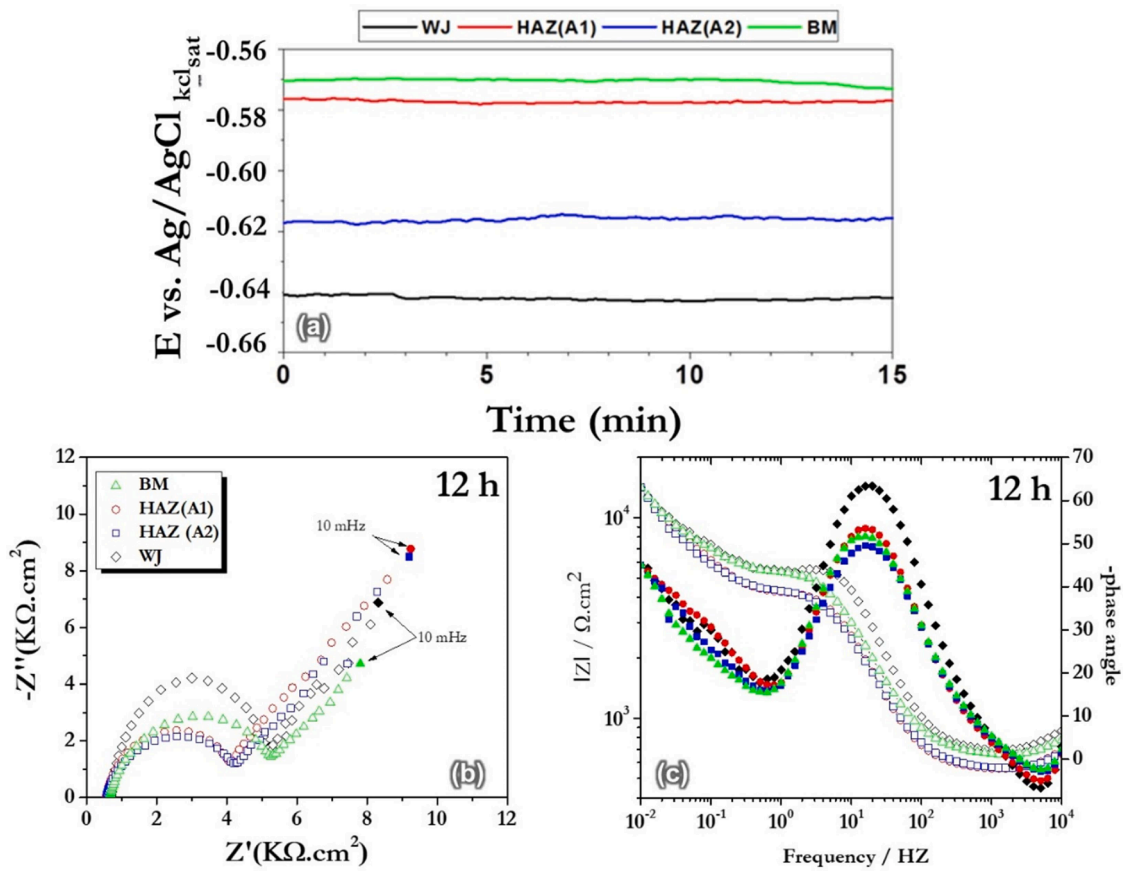 WJ HAZ(A1) HAZ(A2) BM
E vs. Ag/AgCl kcl_sat
-0.56
-0.58
-0.60
-0.62
-0.64
-0.66
(a)
0 5 10 15
Time (min)
12 h
BM
HAZ(A1)
HAZ (A2)
WJ
10 mHz
10 mHz
-Z''(KΩ.cm²)
12
10
8
6
4
2
0
(b)
0 2 4 6 8 10 12
Z'(KΩ.cm²)
12 h
|Z| / Ω.cm²
10⁴
10³
-phase angle
70
60
50
40
30
20
10
0
(c)
10⁻² 10⁻¹ 10⁰ 10¹ 10² 10³ 10⁴
Frequency / HZ